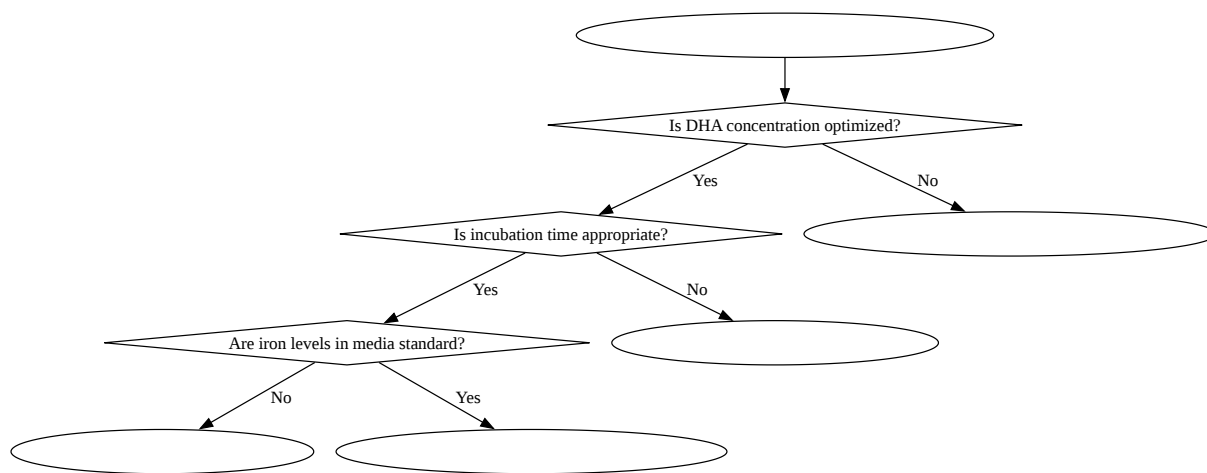 Is DHA concentration optimized?
Yes
No
Is incubation time appropriate?
Yes
No
Are iron levels in media standard?
No
Yes